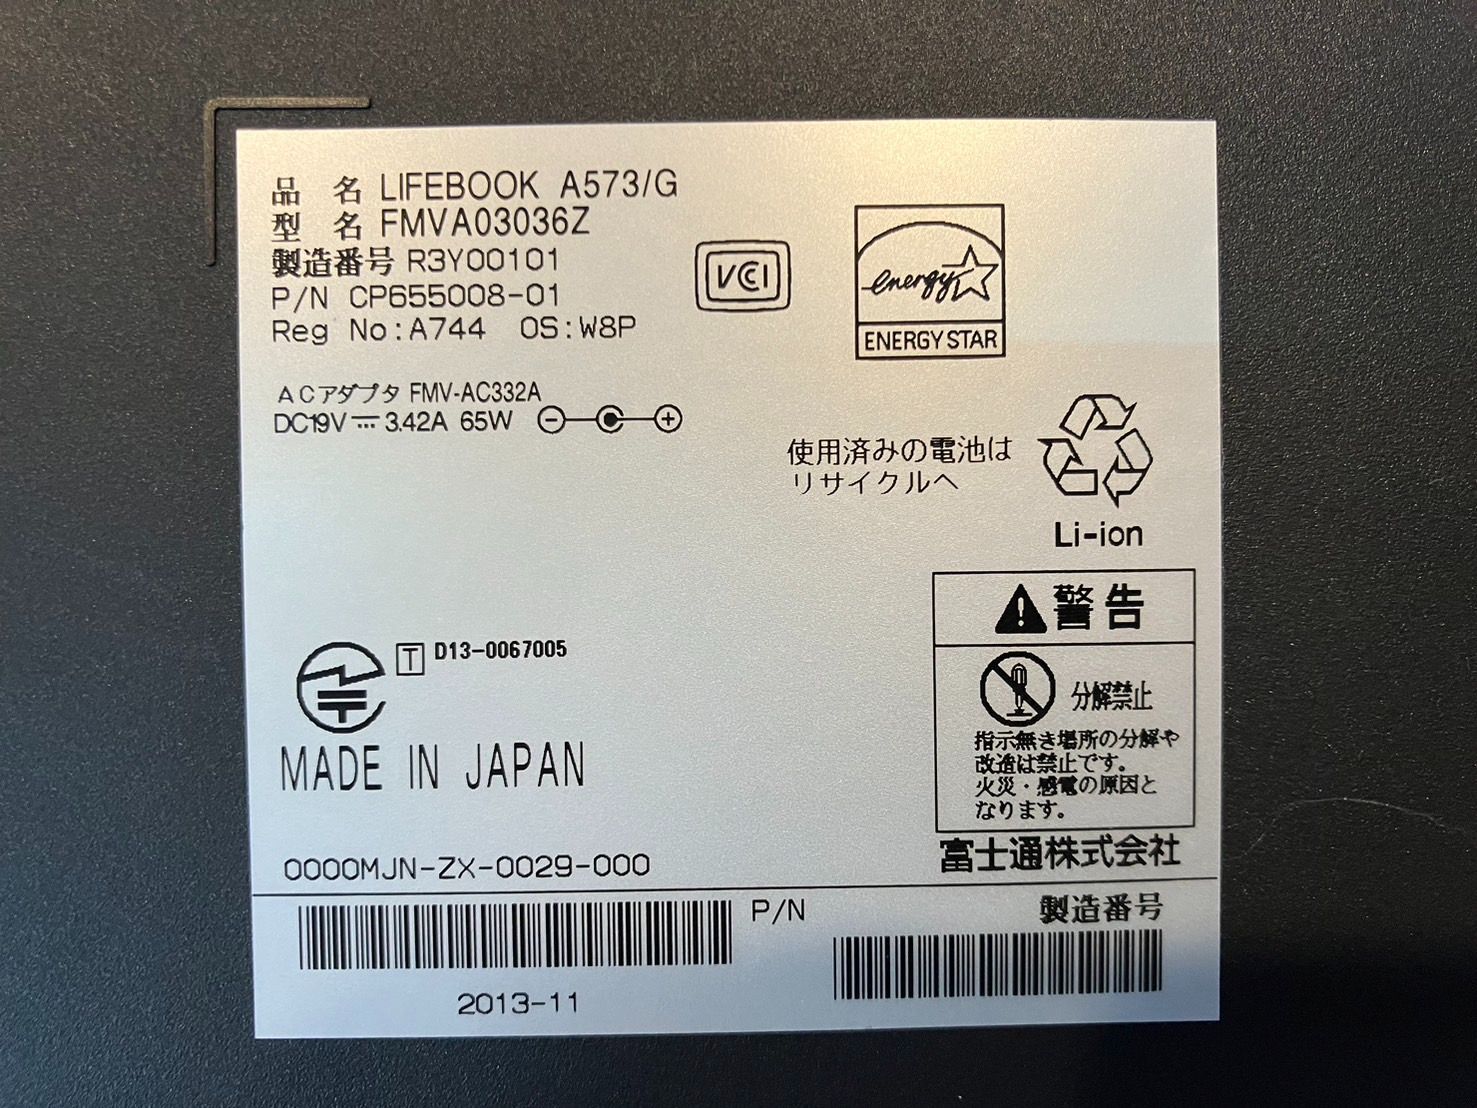 品 名 LIFEBOOK A573/G
型 名 FMVA03036Z
製造番号 R3Y00101
P/N CP655008-01
Reg No:A744 OS:W8P
VCCI
energy
ENERGY STAR
ACアダプタ FMV-AC332A
DC19V 3.42A 65W
使用済みの電池は
リサイクルへ
Li-ion
警告
分解禁止
指示無き場所の分解や
改造は禁止です。
火災・感電の原因と
なります。
T D13-0067005
MADE IN JAPAN
富士通株式会社
0000MJN-ZX-0029-000
P/N
製造番号
2013-11